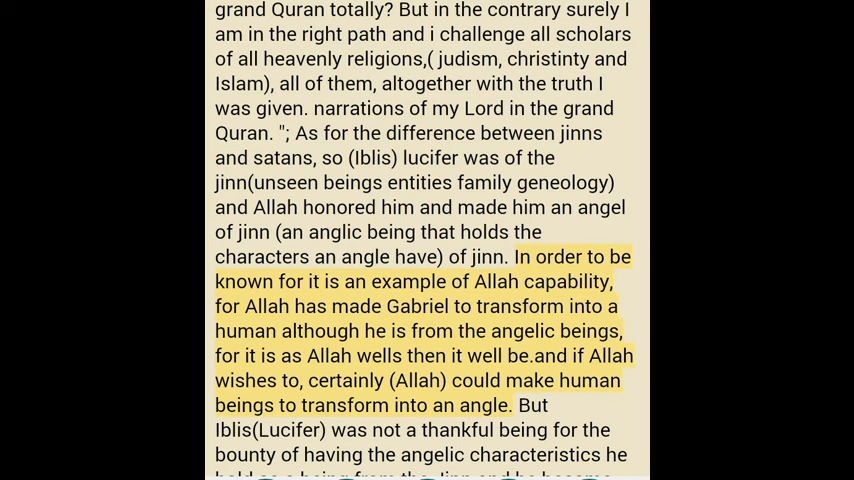 grand Quran totally? But in the contrary surely I
am in the right path and i challenge all scholars
of all heavenly religions,( judism, christinty and
Islam), all of them, altogether with the truth I
was given. narrations of my Lord in the grand
Quran. "; As for the difference between jinns
and satans, so (Iblis) lucifer was of the
jinn(unseen beings entities family geneology)
and Allah honored him and made him an angel
of jinn (an anglic being that holds the
characters an angle have) of jinn. In order to be
known for it is an example of Allah capability,
for Allah has made Gabriel to transform into a
human although he is from the angelic beings,
for it is as Allah wells then it well be.and if Allah
wishes to, certainly (Allah) could make human
beings to transform into an angle. But
Iblis(Lucifer) was not a thankful being for the
bounty of having the angelic characteristics he